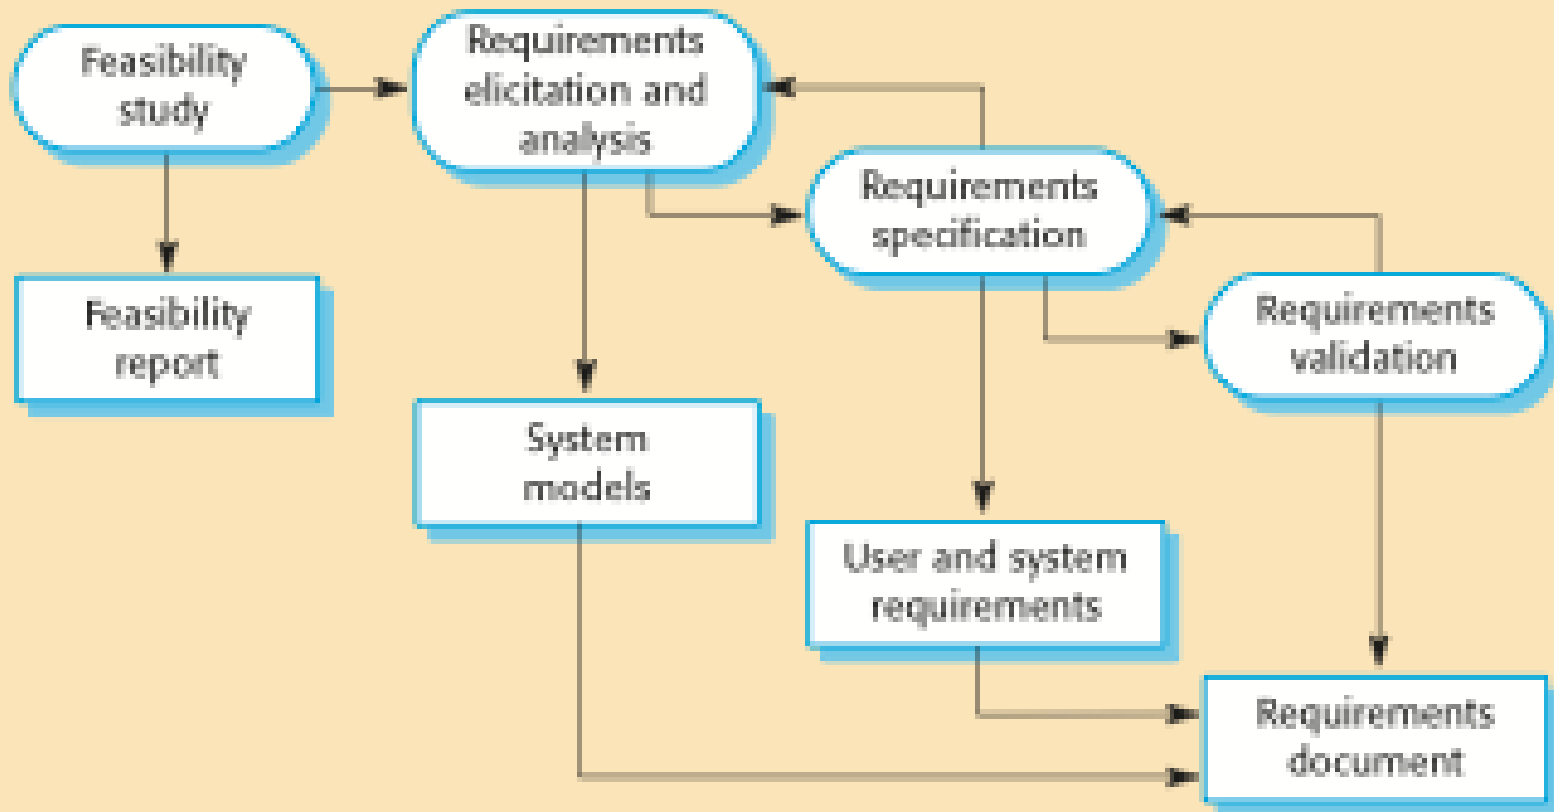 Feasibility
study
Requirements
elicitation and
analysis
Requirements
specification
Requirements
validation
Feasibility
report
System
models
User and system
requirements
Requirements
document